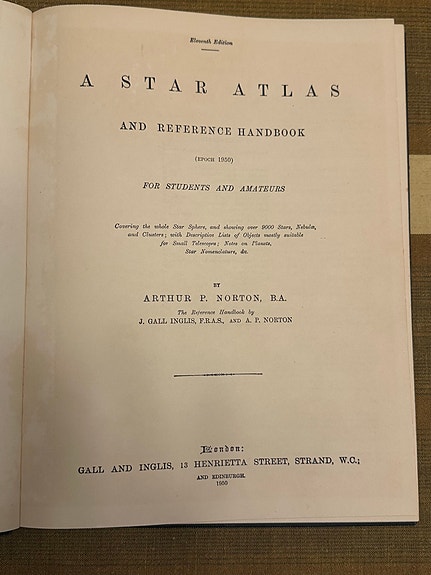 Eleventh Edition
A STAR ATLAS
AND REFERENCE HANDBOOK
(EPOCH 1950)
FOR STUDENTS AND AMATEURS
Covering the whole Star Sphere, and showing over 9000 Stars, Nebulæ,
and Clusters; with Descriptive Lists of Objects mostly suitable
for Small Telescopes; Notes on Planets,
Star Nomenclature, &c.
BY
ARTHUR P. NORTON, B.A.
The Reference Handbook by
J. GALL INGLIS, F.R.A.S., AND A. P. NORTON
London:
GALL AND INGLIS, 13 HENRIETTA STREET, STRAND, W.C.;
AND EDINBURGH.
1950